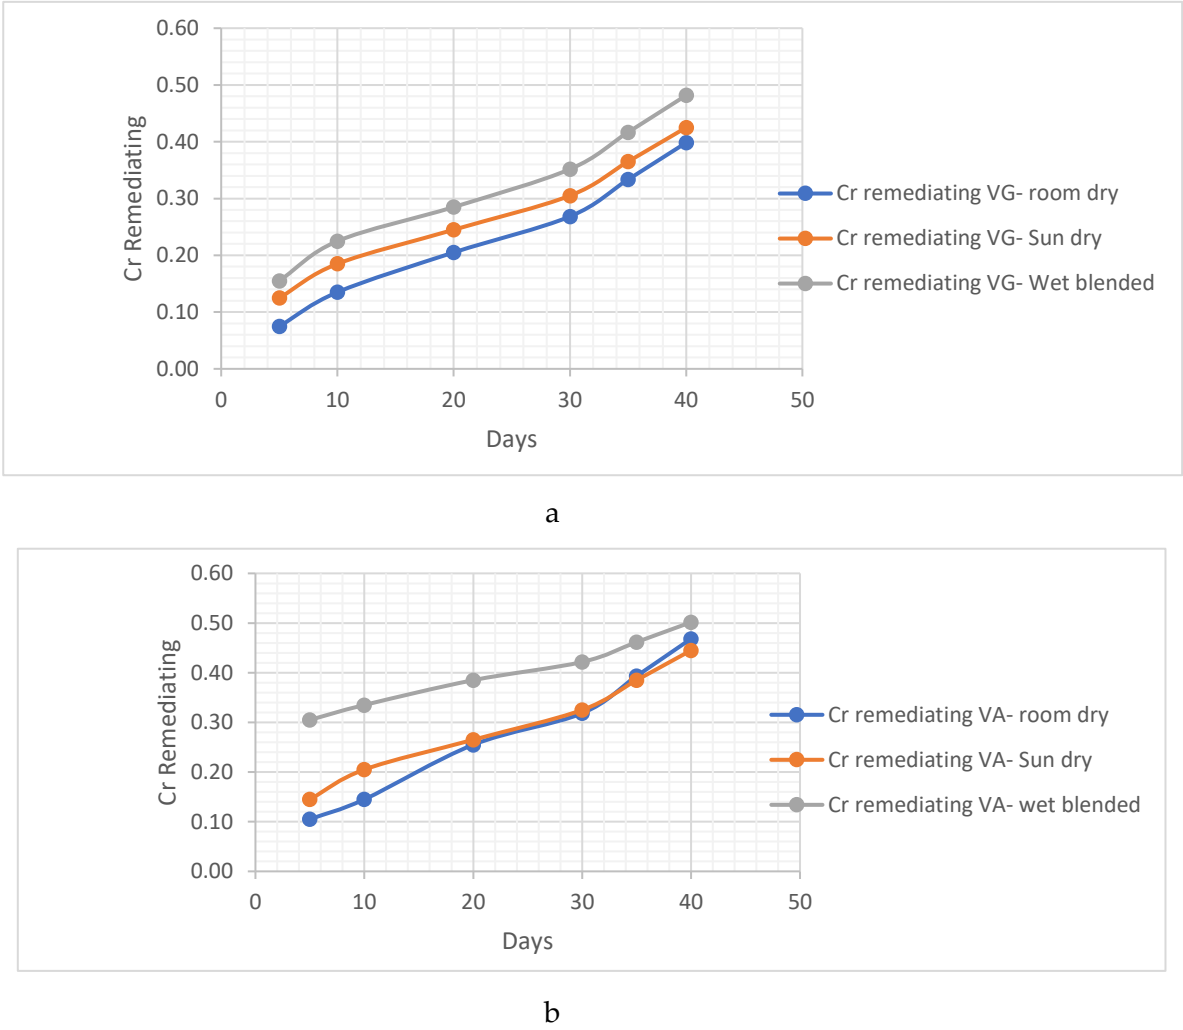 0.60
0.50
0.40
0.30
0.20
0.10
0.00
Cr Remediating
0 10 20 30 40 50
Days
Cr remediating VG- room dry
Cr remediating VG- Sun dry
Cr remediating VG- Wet blended
a
0.60
0.50
0.40
0.30
0.20
0.10
0.00
Cr Remediating
0 10 20 30 40 50
Days
Cr remediating VA- room dry
Cr remediating VA- Sun dry
Cr remediating VA- wet blended
b